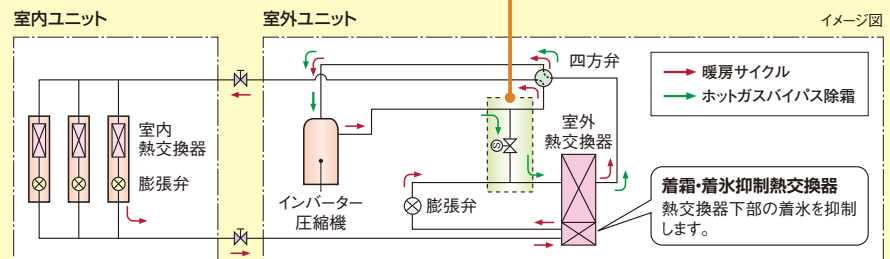 室内ユニット
室外ユニット
イメージ図
四方弁
暖房サイクル
ホットガスバイパス除霜
室内
熱交換器
膨張弁
インバーター
圧縮機
S
膨張弁
室外
熱交換器
着霜・着氷抑制熱交換器
熱交換器下部の着氷を抑制
します。